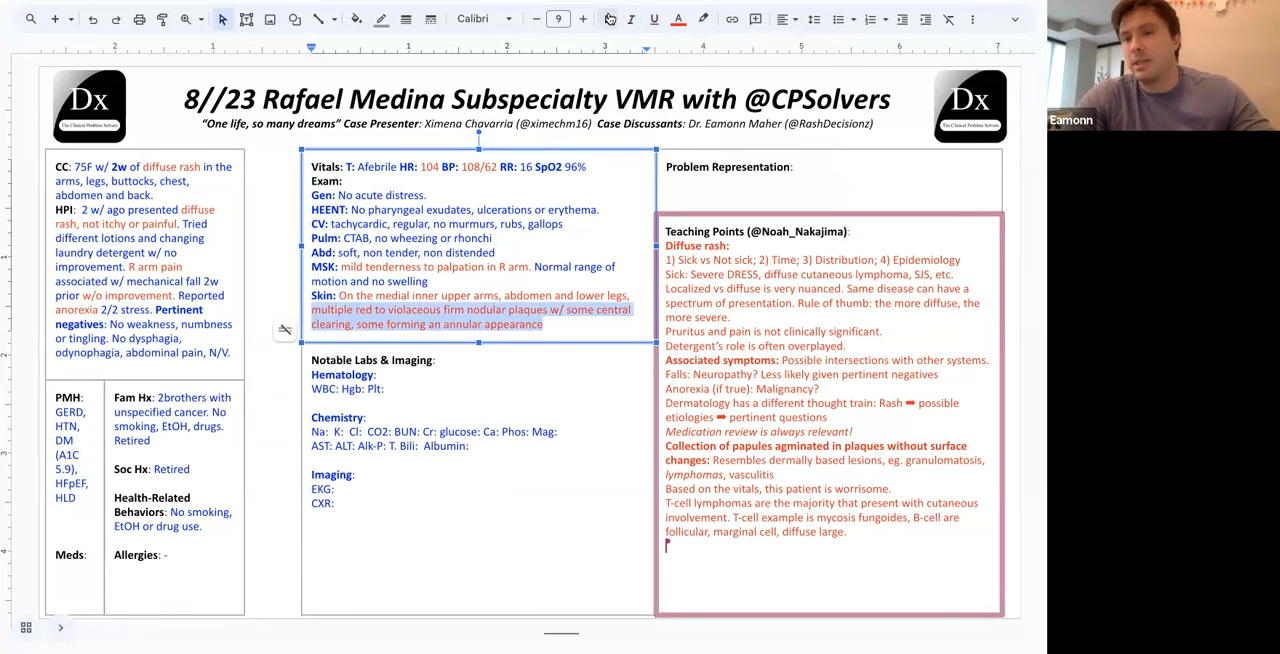 Calibri
9
2
1
1
2
3
4
5
6
7
Dx
The Clinical Problem Solvers
8//23 Rafael Medina Subspecialty VMR with @CPSolvers
“One life, so many dreams” Case Presenter: Ximena Chavarria (@ximechm16) Case Discussants: Dr. Eamonn Maher (@RashDecisionz)
Dx
The Clinical Problem Solvers
Eamonn
CC: 75F w/ 2w of diffuse rash in the
arms, legs, buttocks, chest,
abdomen and back.
HPI: 2 w/ ago presented diffuse
rash, not itchy or painful. Tried
different lotions and changing
laundry detergent w/ no
improvement. R arm pain
associated w/ mechanical fall 2w
prior w/o improvement. Reported
anorexia 2/2 stress. Pertinent
negatives: No weakness, numbness
or tingling. No dysphagia,
odynophagia, abdominal pain, N/V.
PMH:
GERD,
HTN,
DM
(A1C
5.9),
HFpEF,
HLD
Meds:
Fam Hx: 2brothers with
unspecified cancer. No
smoking, EtOH, drugs.
Retired
Soc Hx: Retired
Health-Related
Behaviors: No smoking,
EtOH or drug use.
Allergies: -
Vitals: T: Afebrile HR: 104 BP: 108/62 RR: 16 SpO2 96%
Exam:
Gen: No acute distress.
HEENT: No pharyngeal exudates, ulcerations or erythema.
CV: tachycardic, regular, no murmurs, rubs, gallops
Pulm: CTAB, no wheezing or rhonchi
Abd: soft, non tender, non distended
MSK: mild tenderness to palpation in R arm. Normal range of
motion and no swelling
Skin: On the medial inner upper arms, abdomen and lower legs,
multiple red to violaceous firm nodular plaques w/ some central
clearing, some forming an annular appearance
Notable Labs & Imaging:
Hematology:
WBC: Hgb: Plt:
Chemistry:
Na: K: Cl: CO2: BUN: Cr: glucose: Ca: Phos: Mag:
AST: ALT: Alk-P: T. Bili: Albumin:
Imaging:
EKG:
CXR:
Problem Representation:
Teaching Points (@Noah_Nakajima):
Diffuse rash:
1) Sick vs Not sick; 2) Time; 3) Distribution; 4) Epidemiology
Sick: Severe DRESS, diffuse cutaneous lymphoma, SJS, etc.
Localized vs diffuse is very nuanced. Same disease can have a
spectrum of presentation. Rule of thumb: the more diffuse, the
more severe.
Pruritus and pain is not clinically significant.
Detergent’s role is often overplayed.
Associated symptoms: Possible intersections with other systems.
Falls: Neuropathy? Less likely given pertinent negatives
Anorexia (if true): Malignancy?
Dermatology has a different thought train: Rash ➡ possible
etiologies ➡ pertinent questions
Medication review is always relevant!
Collection of papules agminated in plaques without surface
changes: Resembles dermally based lesions, eg. granulomatosis,
lymphomas, vasculitis
Based on the vitals, this patient is worrisome.
T-cell lymphomas are the majority that present with cutaneous
involvement. T-cell example is mycosis fungoides, B-cell are
follicular, marginal cell, diffuse large.